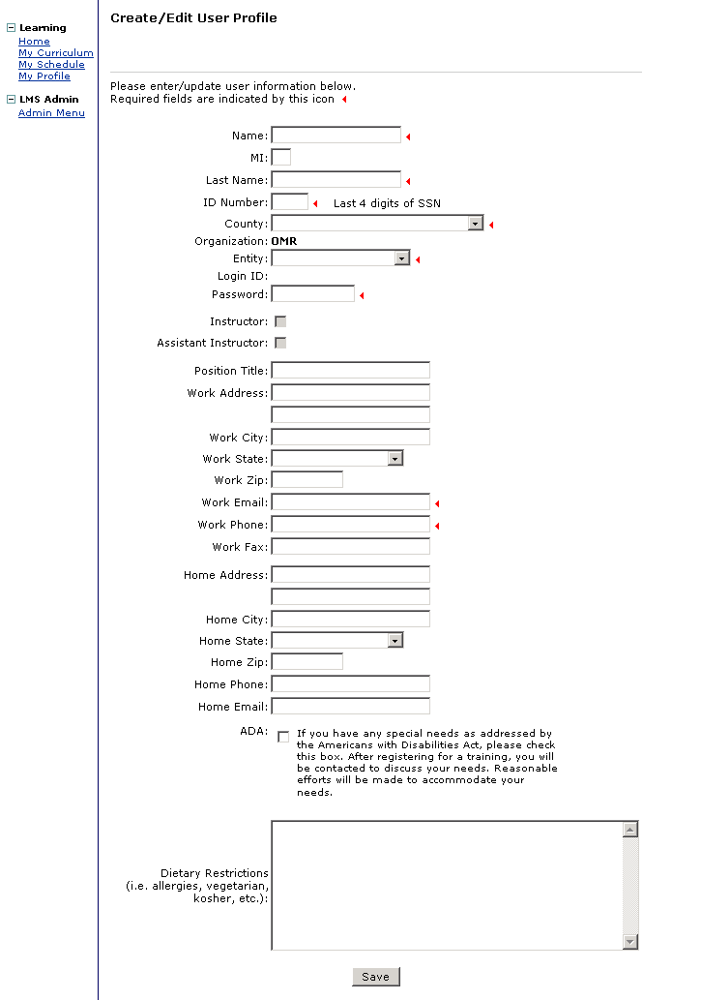 Learning
Home
My Curriculum
My Schedule
My Profile
LMS Admin
Admin Menu
Create/Edit User Profile
Please enter/update user information below.
Required fields are indicated by this icon
Name:
MI:
Last Name:
ID Number: Last 4 digits of SSN
County:
Organization: OMR
Entity:
Login ID:
Password:
Instructor:
Assistant Instructor:
Position Title:
Work Address:
Work City:
Work State:
Work Zip:
Work Email:
Work Phone:
Work Fax:
Home Address:
Home City:
Home State:
Home Zip:
Home Phone:
Home Email:
ADA: If you have any special needs as addressed by
the Americans with Disabilities Act, please check
this box. After registering for a training, you will
be contacted to discuss your needs. Reasonable
efforts will be made to accommodate your
needs.
Dietary Restrictions
(i.e. allergies, vegetarian,
kosher, etc.):
Save